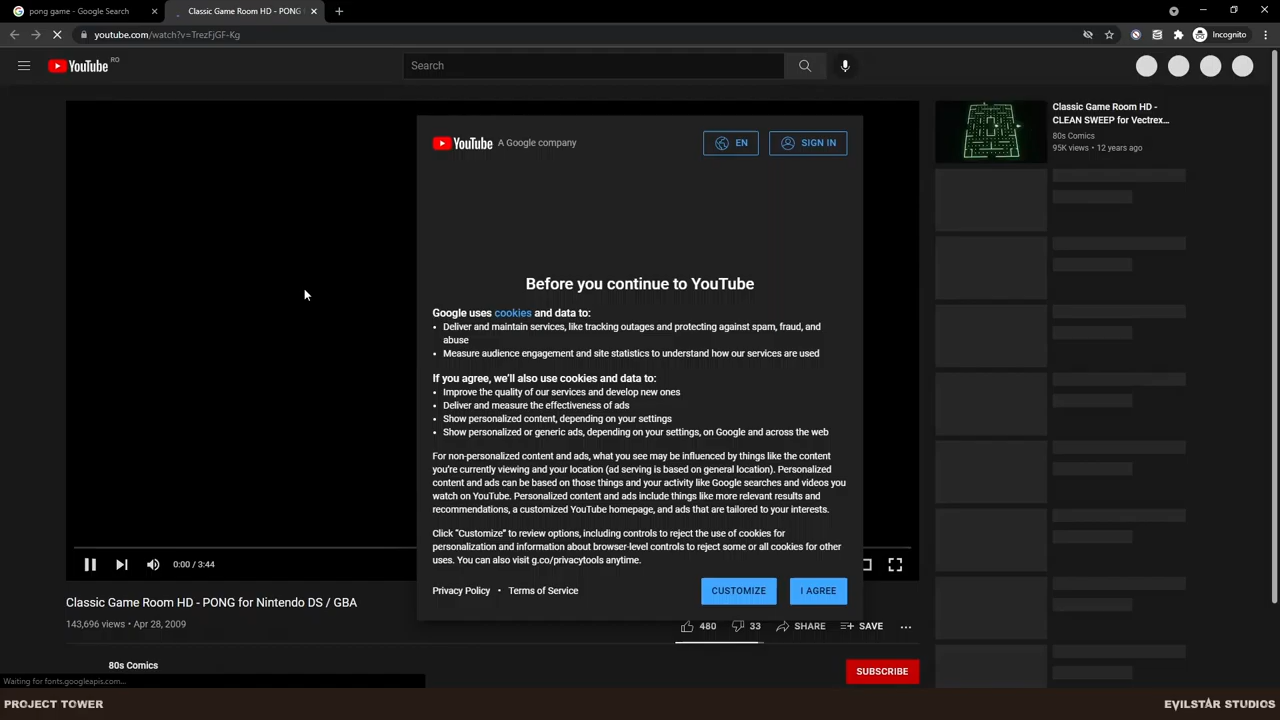 pong game - Google Search
Classic Game Room HD - PONG
youtube.com/watch?v=TrezFjGF-Kg
Incognito
YouTube RO
Search
YouTube A Google company
EN
SIGN IN
Before you continue to YouTube
Google uses cookies and data to:
• Deliver and maintain services, like tracking outages and protecting against spam, fraud, and
abuse
• Measure audience engagement and site statistics to understand how our services are used
If you agree, we'll also use cookies and data to:
• Improve the quality of our services and develop new ones
• Deliver and measure the effectiveness of ads
• Show personalized content, depending on your settings
• Show personalized or generic ads, depending on your settings, on Google and across the web
For non-personalized content and ads, what you see may be influenced by things like the content
you're currently viewing and your location (ad serving is based on general location). Personalized
content and ads can be based on those things and your activity like Google searches and videos you
watch on YouTube. Personalized content and ads include things like more relevant results and
recommendations, a customized YouTube homepage, and ads that are tailored to your interests.
Click "Customize" to review options, including controls to reject the use of cookies for
personalization and information about browser-level controls to reject some or all cookies for other
uses. You can also visit g.co/privacytools anytime.
Privacy Policy • Terms of Service
CUSTOMIZE
I AGREE
0:00 / 3:44
Classic Game Room HD - PONG for Nintendo DS / GBA
143,696 views • Apr 28, 2009
480
33
SHARE
SAVE
80s Comics
SUBSCRIBE
Classic Game Room HD -
CLEAN SWEEP for Vectrex...
80s Comics
95K views • 12 years ago
Waiting for fonts.googleapis.com...
PROJECT TOWER
EVILSTAR STUDIOS